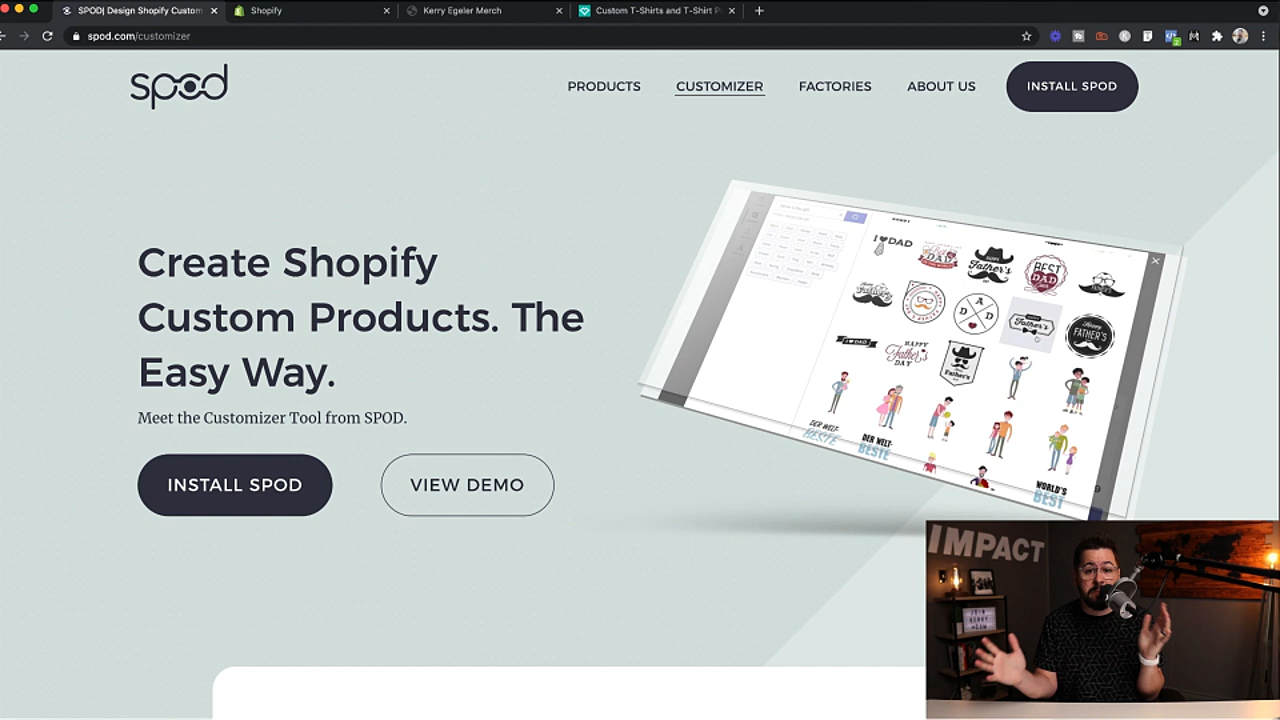 SPOD| Design Shopify Custom
Shopify
Kerry Egeler Merch
Custom T-Shirts and T-Shirt P
spod.com/customizer
spod
PRODUCTS
CUSTOMIZER
FACTORIES
ABOUT US
INSTALL SPOD
Create Shopify
Custom Products. The
Easy Way.
Meet the Customizer Tool from SPOD.
INSTALL SPOD
VIEW DEMO
I ♥ DAD
Father's
BEST
DAD
D A D
Father's
Happy
FATHER'S
I ♥ DAD
HAPPY
Father's
DAY
Father's
DER WELT
BESTE
DER WELT-
BESTE
WORLD'S
BEST
IMPACT
JOIN